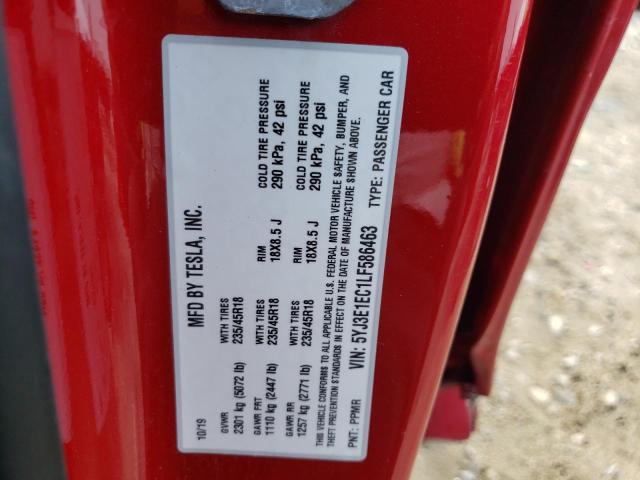 10/19 MFD BY TESLA, INC.
GVWR WITH TIRES
2301 kg (5072 lb) 235/45R18
GAWR FRT WITH TIRES RIM COLD TIRE PRESSURE
1110 kg (2447 lb) 235/45R18 18X8.5 J 290 kPa, 42 psi
GAWR RR WITH TIRES RIM COLD TIRE PRESSURE
1257 kg (2771 lb) 235/45R18 18X8.5 J 290 kPa, 42 psi
THIS VEHICLE CONFORMS TO ALL APPLICABLE U.S. FEDERAL MOTOR VEHICLE SAFETY, BUMPER, AND
THEFT PREVENTION STANDARDS IN EFFECT ON THE DATE OF MANUFACTURE SHOWN ABOVE.
PNT: PPMR VIN: 5YJ3E1EC1LF586463 TYPE: PASSENGER CAR